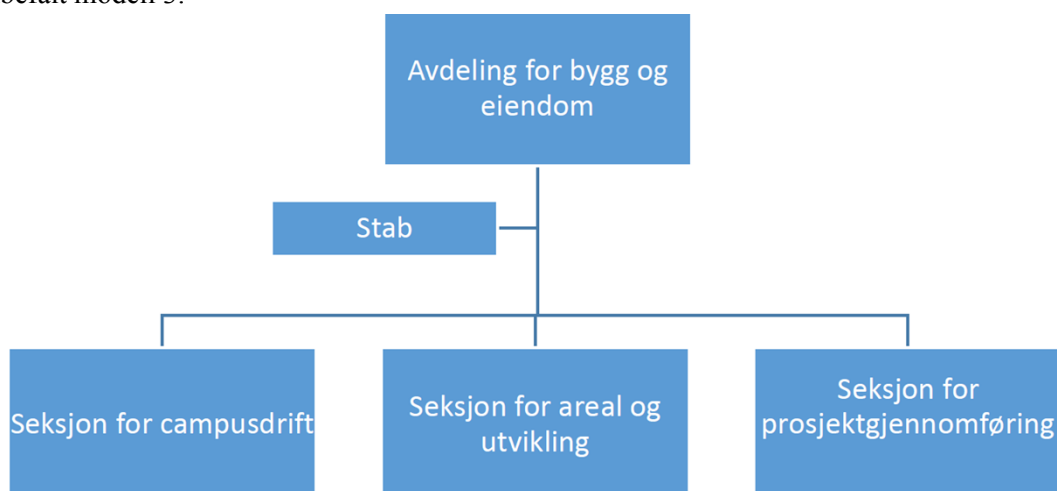 Avdeling for bygg og
eiendom
Stab
Seksjon for campusdrift
Seksjon for areal og
utvikling
Seksjon for
prosjektgjennomføring